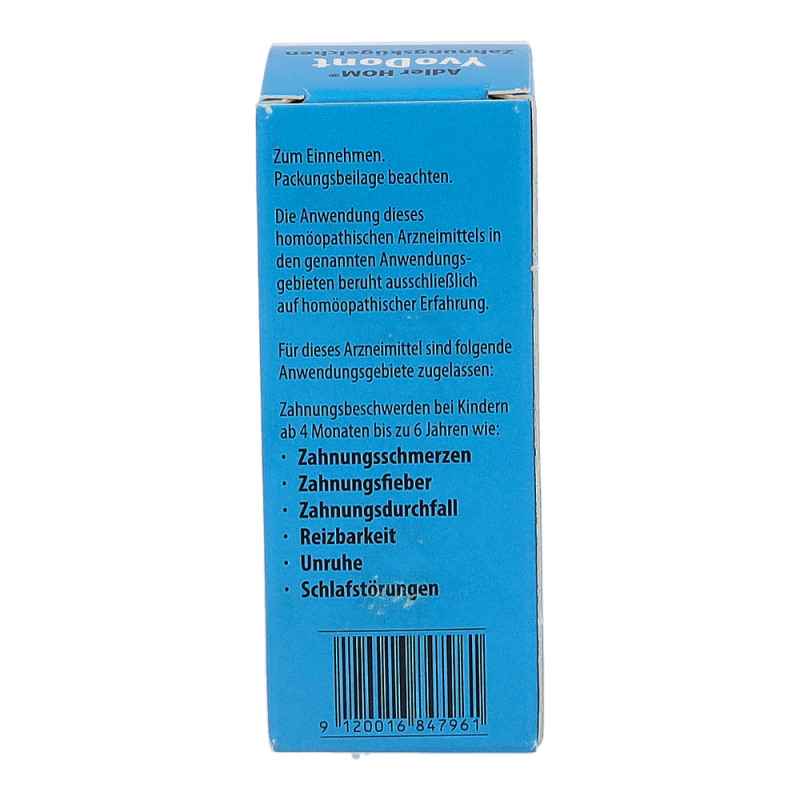 Adler HOM®
YvoDont
Zahnungskügelchen
Zum Einnehmen.
Packungsbeilage beachten.
Die Anwendung dieses
homöopathischen Arzneimittels in
den genannten Anwendungs-
gebieten beruht ausschließlich
auf homöopathischer Erfahrung.
Für dieses Arzneimittel sind folgende
Anwendungsgebiete zugelassen:
Zahnungsbeschwerden bei Kindern
ab 4 Monaten bis zu 6 Jahren wie:
· Zahnungsschmerzen
· Zahnungsfieber
· Zahnungsdurchfall
· Reizbarkeit
· Unruhe
· Schlafstörungen
9 120016 847961